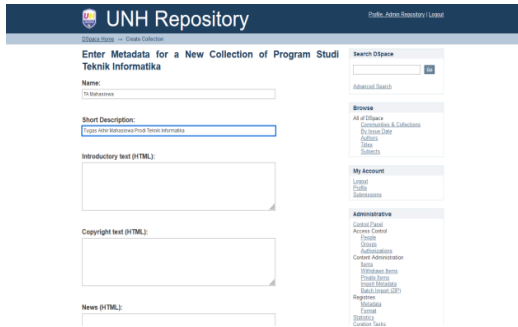 UNH Repository
Profile: Admin Repository | Logout
DSpace Home → Create Collection
Enter Metadata for a New Collection of Program Studi
Teknik Informatika
Name:
TA Mahasiswa
Short Description:
Tugas Akhir Mahasiswa Prodi Teknik Informatika
Introductory text (HTML):
Copyright text (HTML):
News (HTML):
Search DSpace
Go
Advanced Search
Browse
All of DSpace
Communities & Collections
By Issue Date
Authors
Titles
Subjects
My Account
Logout
Profile
Submissions
Administrative
Control Panel
Access Control
People
Groups
Authorizations
Content Administration
Items
Withdrawn Items
Private Items
Import Metadata
Batch Import (ZIP)
Registries
Metadata
Format
Statistics
Curation Tasks